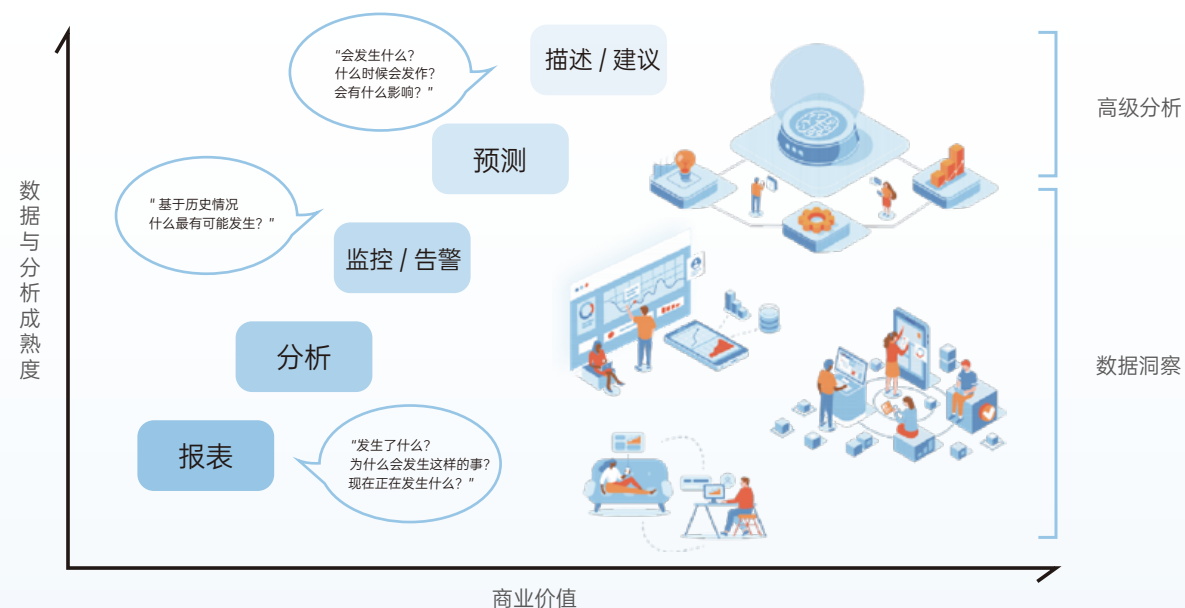 “会发生什么?
什么时候会发作?
会有什么影响? ”
描述 / 建议
高级分析
预测
“ 基于历史情况
什么最有可能发生? ”
监控 / 告警
数据与分析成熟度
分析
数据洞察
报表
“发生了什么?
为什么会发生这样的事?
现在正在发生什么? ”
商业价值